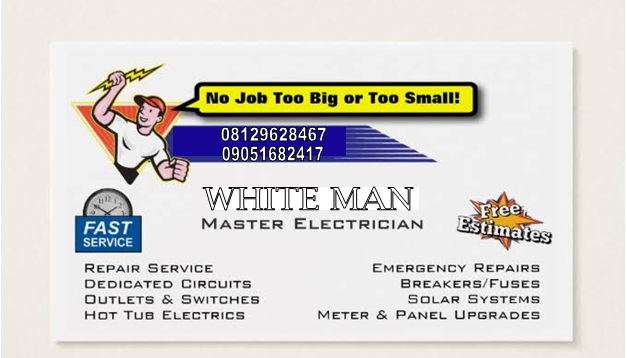 No Job Too Big or Too Small!
08129628467
09051682417
WHITE MAN
MASTER ELECTRICIAN
FAST
SERVICE
Free
Estimates
REPAIR SERVICE
DEDICATED CIRCUITS
OUTLETS & SWITCHES
HOT TUB ELECTRICS
EMERGENCY REPAIRS
BREAKERS/FUSES
SOLAR SYSTEMS
METER & PANEL UPGRADES